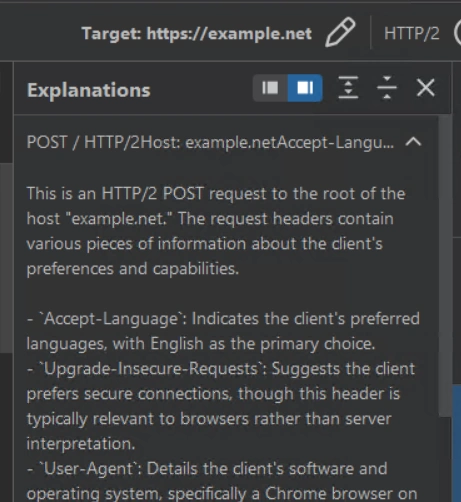 Target: https://example.net HTTP/2
Explanations
POST / HTTP/2Host: example.netAccept-Langu...
This is an HTTP/2 POST request to the root of the
host "example.net." The request headers contain
various pieces of information about the client's
preferences and capabilities.
- `Accept-Language`: Indicates the client's preferred
languages, with English as the primary choice.
- `Upgrade-Insecure-Requests`: Suggests the client
prefers secure connections, though this header is
typically relevant to browsers rather than server
interpretation.
- `User-Agent`: Details the client's software and
operating system, specifically a Chrome browser on